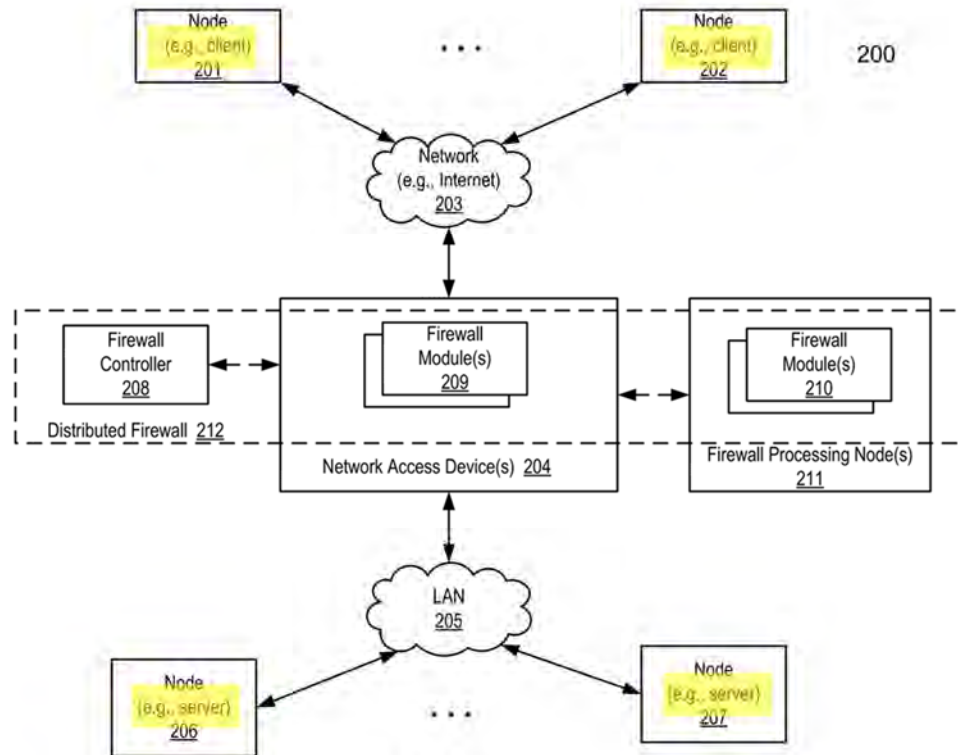 Node
(e.g., client)
201
. . .
Node
(e.g., client)
202
200
Network
(e.g., Internet)
203
Firewall
Controller
208
Firewall
Module(s)
209
Firewall
Module(s)
210
Distributed Firewall 212
Network Access Device(s) 204
Firewall Processing Node(s)
211
LAN
205
Node
(e.g., server)
206
. . .
Node
(e.g., server)
207